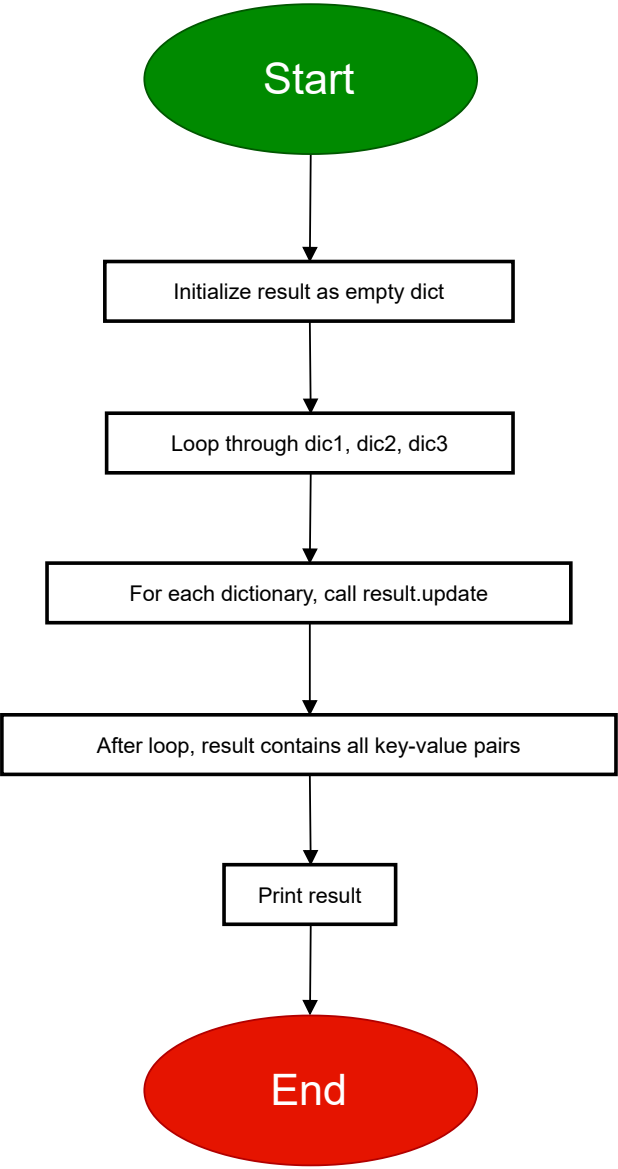 Start
Initialize result as empty dict
Loop through dic1, dic2, dic3
For each dictionary, call result.update
After loop, result contains all key-value pairs
Print result
End